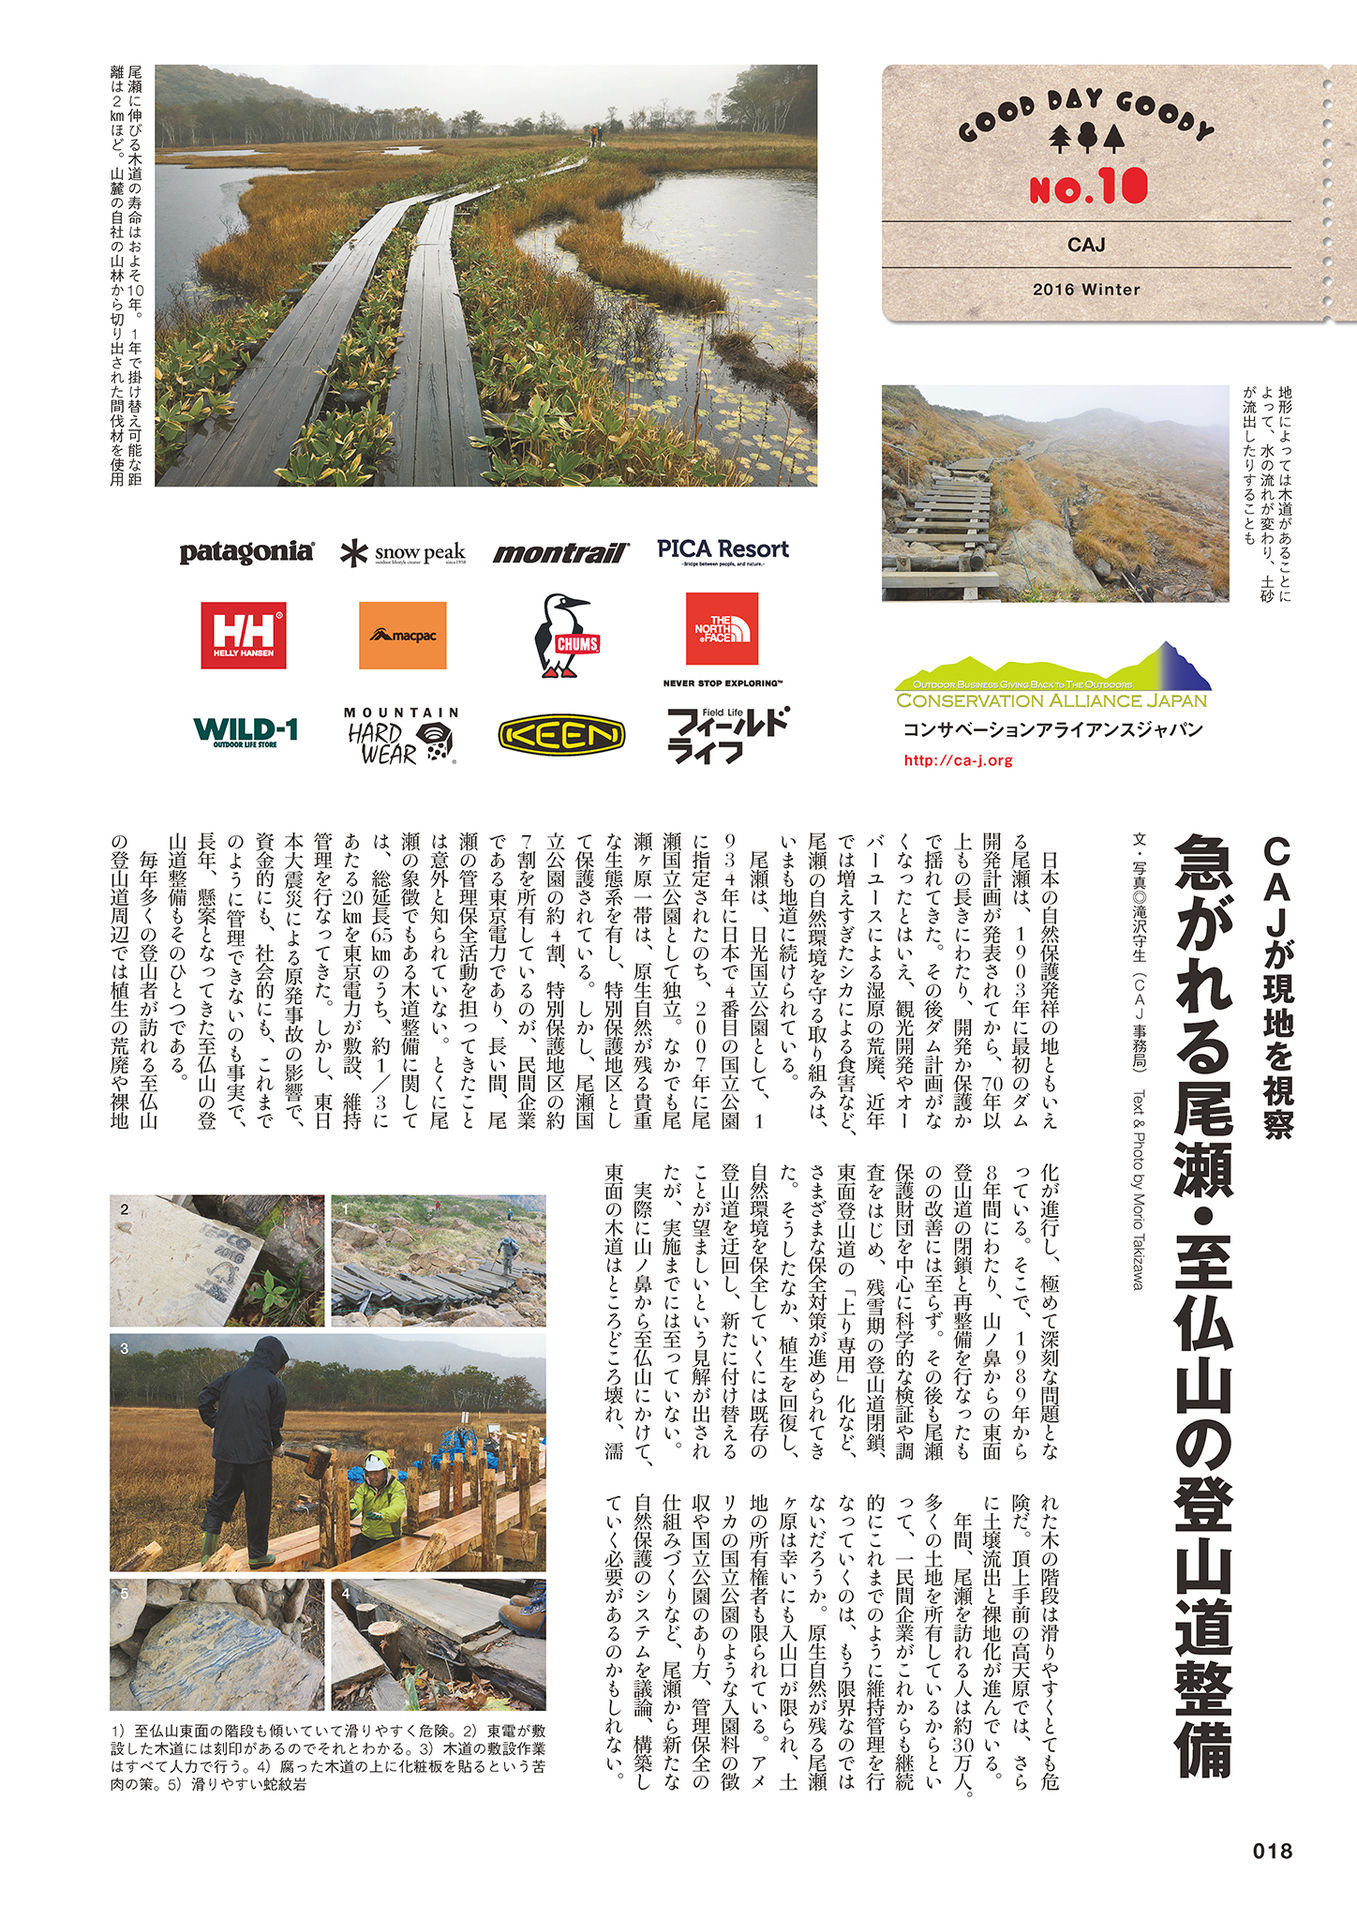 GOOD DAY GOODY
NO.10
CAJ
2016 Winter
地形によっては木道があることに
よって、水の流れが変わり、土砂
が流出したりすることも
尾瀬に伸びる木道の寿命はおよそ10年。1年で掛け替え可能な距
離は2㎞ほど。山麓の自社の山林から切り出された間伐材を使用
patagonia®
snow peak
outdoor lifestyle creator since1958
montrail
PICA Resort
-Bridge between people, and nature.-
HH®
HELLY HANSEN
macpac
CHUMS
THE
NORTH
FACE
NEVER STOP EXPLORING™
WILD-1
OUTDOOR LIFE STORE
MOUNTAIN
HARD
WEAR®
KEEN
Field Life
フィールド
ライフ
OUTDOOR BUSINESS GIVING BACK TO THE OUTDOORS
CONSERVATION ALLIANCE JAPAN
コンサベーションアライアンスジャパン
http://ca-j.org
CAJが現地を視察
急がれる尾瀬・至仏山の登山道整備
文・写真◎滝沢守生（CAJ 事務局） Text & Photo by Morio Takizawa
日本の自然保護発祥の地ともいえ
る尾瀬は、1903年に最初のダム
開発計画が発表されてから、70年以
上もの長きにわたり、開発か保護か
で揺れてきた。その後ダム計画がな
くなったとはいえ、観光開発やオー
バーユースによる湿原の荒廃、近年
では増えすぎたシカによる食害など、
尾瀬の自然環境を守る取り組みは、
いまも地道に続けられている。
尾瀬は、日光国立公園として、1
934年に日本で4番目の国立公園
に指定されたのち、2007年に尾
瀬国立公園として独立。なかでも尾
瀬ヶ原一帯は、原生自然が残る貴重
な生態系を有し、特別保護地区とし
て保護されている。しかし、尾瀬国
立公園の約4割、特別保護地区の約
7割を所有しているのが、民間企業
である東京電力であり、長い間、尾
瀬の管理保全活動を担ってきたこと
は意外と知られていない。とくに尾
瀬の象徴でもある木道整備に関して
は、総延長65㎞のうち、約1／3に
あたる20㎞を東京電力が敷設、維持
管理を行なってきた。しかし、東日
本大震災による原発事故の影響で、
資金的にも、社会的にも、これまで
のように管理できないのも事実で、
長年、懸案となってきた至仏山の登
山道整備もそのひとつである。
毎年多くの登山者が訪れる至仏山
の登山道周辺では植生の荒廃や裸地
化が進行し、極めて深刻な問題とな
っている。そこで、1989年から
8年間にわたり、山ノ鼻からの東面
登山道の閉鎖と再整備を行なったも
のの改善には至らず。その後も尾瀬
保護財団を中心に科学的な検証や調
査をはじめ、残雪期の登山道閉鎖、
東面登山道の「上り専用」化など、
さまざまな保全対策が進められてき
た。そうしたなか、植生を回復し、
自然環境を保全していくには既存の
登山道を迂回し、新たに付け替える
ことが望ましいという見解が出され
たが、実施までには至っていない。
実際に山ノ鼻から至仏山にかけて、
東面の木道はところどころ壊れ、濡
れた木の階段は滑りやすくとても危
険だ。頂上手前の高天原では、さら
に土壌流出と裸地化が進んでいる。
年間、尾瀬を訪れる人は約30万人。
多くの土地を所有しているからとい
って、一民間企業がこれからも継続
的にこれまでのように維持管理を行
なっていくのは、もう限界なのでは
ないだろうか。原生自然が残る尾瀬
ヶ原は幸いにも入山口が限られ、土
地の所有権者も限られている。アメ
リカの国立公園のような入園料の徴
収や国立公園のあり方、管理保全の
仕組みづくりなど、尾瀬から新たな
自然保護のシステムを議論、構築し
ていく必要があるのかもしれない。
1
2
TEPCO
2016
3
4
5
1）至仏山東面の階段も傾いていて滑りやすく危険。2）東電が敷
設した木道には刻印があるのでそれとわかる。3）木道の敷設作業
はすべて人力で行う。4）腐った木道の上に化粧板を貼るという苦
肉の策。5）滑りやすい蛇紋岩
018